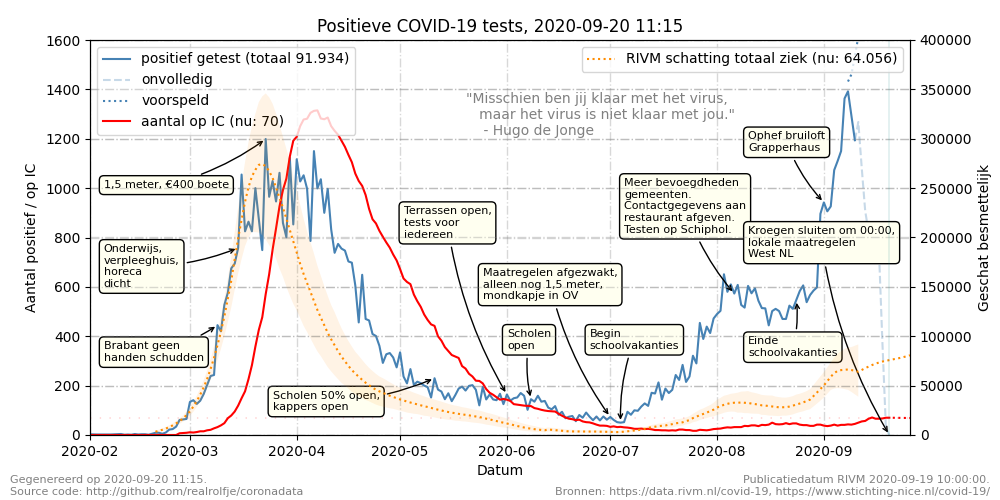 Positieve COVID-19 tests, 2020-09-20 11:15
positief getest (totaal 91.934)
onvolledig
voorspeld
aantal op IC (nu: 70)
RIVM schatting totaal ziek (nu: 64.056)
"Misschien ben jij klaar met het virus,
maar het virus is niet klaar met jou."
- Hugo de Jonge
1600
1400
1200
1000
800
600
400
200
0
Aantal positief / op IC
400000
350000
300000
250000
200000
150000
100000
50000
0
Geschat besmettelijk
1,5 meter, €400 boete
Onderwijs,
verpleeghuis,
horeca
dicht
Brabant geen
handen schudden
Scholen 50% open,
kappers open
Terrassen open,
tests voor
iedereen
Maatregelen afgezwakt,
alleen nog 1,5 meter,
mondkapje in OV
Scholen
open
Begin
schoolvakanties
Meer bevoegdheden
gemeenten.
Contactgegevens aan
restaurant afgeven.
Testen op Schiphol.
Ophef bruiloft
Grapperhaus
Kroegen sluiten om 00:00,
lokale maatregelen
West NL
Einde
schoolvakanties
2020-02
2020-03
2020-04
2020-05
2020-06
2020-07
2020-08
2020-09
Datum
Gegenereerd op 2020-09-20 11:15.
Source code: http://github.com/realrolfje/coronadata
Publicatiedatum RIVM 2020-09-19 10:00:00.
Bronnen: https://data.rivm.nl/covid-19, https://www.stichting-nice.nl/covid-19/